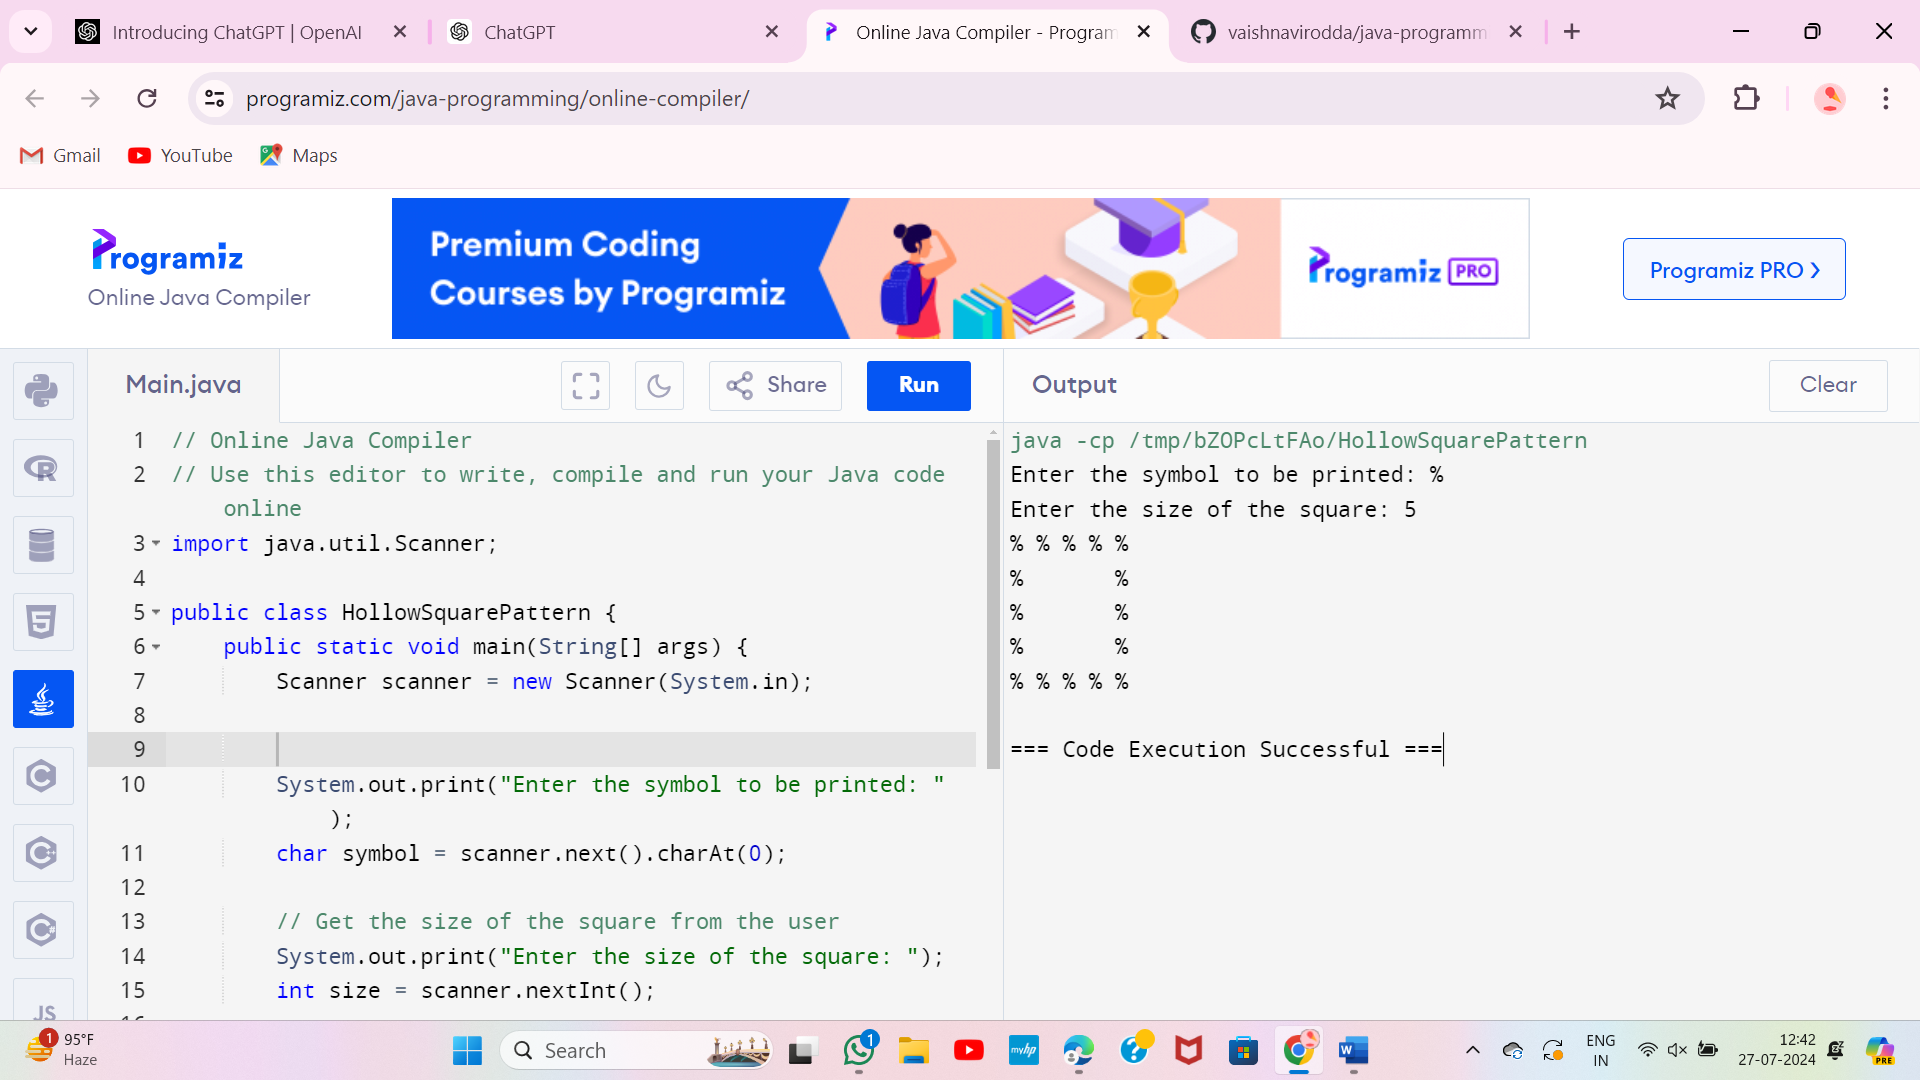 Introducing ChatGPT | OpenAI
ChatGPT
Online Java Compiler - Program
vaishnavirodda/java-programm
programiz.com/java-programming/online-compiler/
Gmail
YouTube
Maps
Programiz
Online Java Compiler
Premium Coding
Courses by Programiz
Programiz PRO
Programiz PRO
Main.java
Share
Run
Output
Clear
1 // Online Java Compiler
2 // Use this editor to write, compile and run your Java code
online
3 import java.util.Scanner;
4
5 public class HollowSquarePattern {
6 public static void main(String[] args) {
7 Scanner scanner = new Scanner(System.in);
8
9
10 System.out.print("Enter the symbol to be printed: "
);
11 char symbol = scanner.next().charAt(0);
12
13 // Get the size of the square from the user
14 System.out.print("Enter the size of the square: ");
15 int size = scanner.nextInt();
java -cp /tmp/bZOPcLtFAo/HollowSquarePattern
Enter the symbol to be printed: %
Enter the size of the square: 5
% % % % %
%       %
%       %
%       %
% % % % %
=== Code Execution Successful ===
JS
1
95°F
Haze
Search
1
myhp
ENG
IN
12:42
27-07-2024
PRE